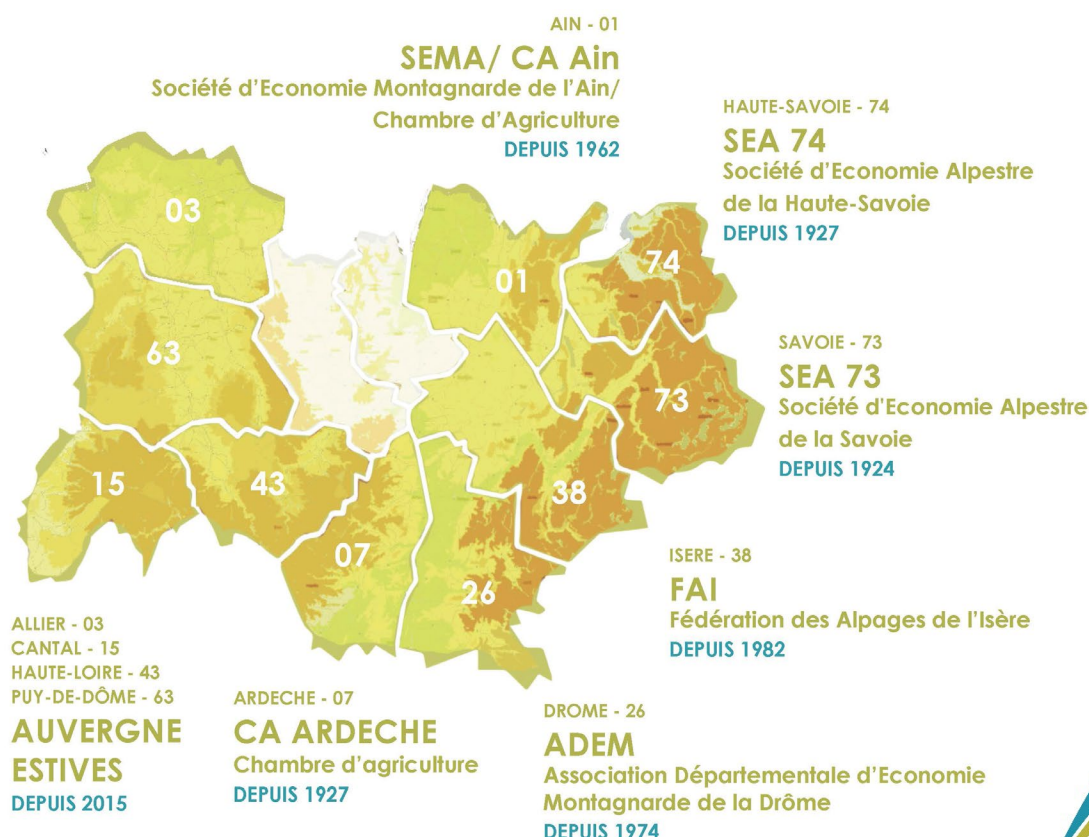 AIN - 01
SEMA/ CA Ain
Société d'Economie Montagnarde de l'Ain/
Chambre d'Agriculture
DEPUIS 1962
HAUTE-SAVOIE - 74
SEA 74
Société d'Economie Alpestre
de la Haute-Savoie
DEPUIS 1927
03
01
74
63
SAVOIE - 73
SEA 73
Société d'Economie Alpestre
de la Savoie
DEPUIS 1924
73
15
43
38
07
26
ISERE - 38
FAI
Fédération des Alpages de l'Isère
DEPUIS 1982
ALLIER - 03
CANTAL - 15
HAUTE-LOIRE - 43
PUY-DE-DÔME - 63
AUVERGNE
ESTIVES
DEPUIS 2015
ARDECHE - 07
CA ARDECHE
Chambre d'agriculture
DEPUIS 1927
DROME - 26
ADEM
Association Départementale d'Economie
Montagnarde de la Drôme
DEPUIS 1974